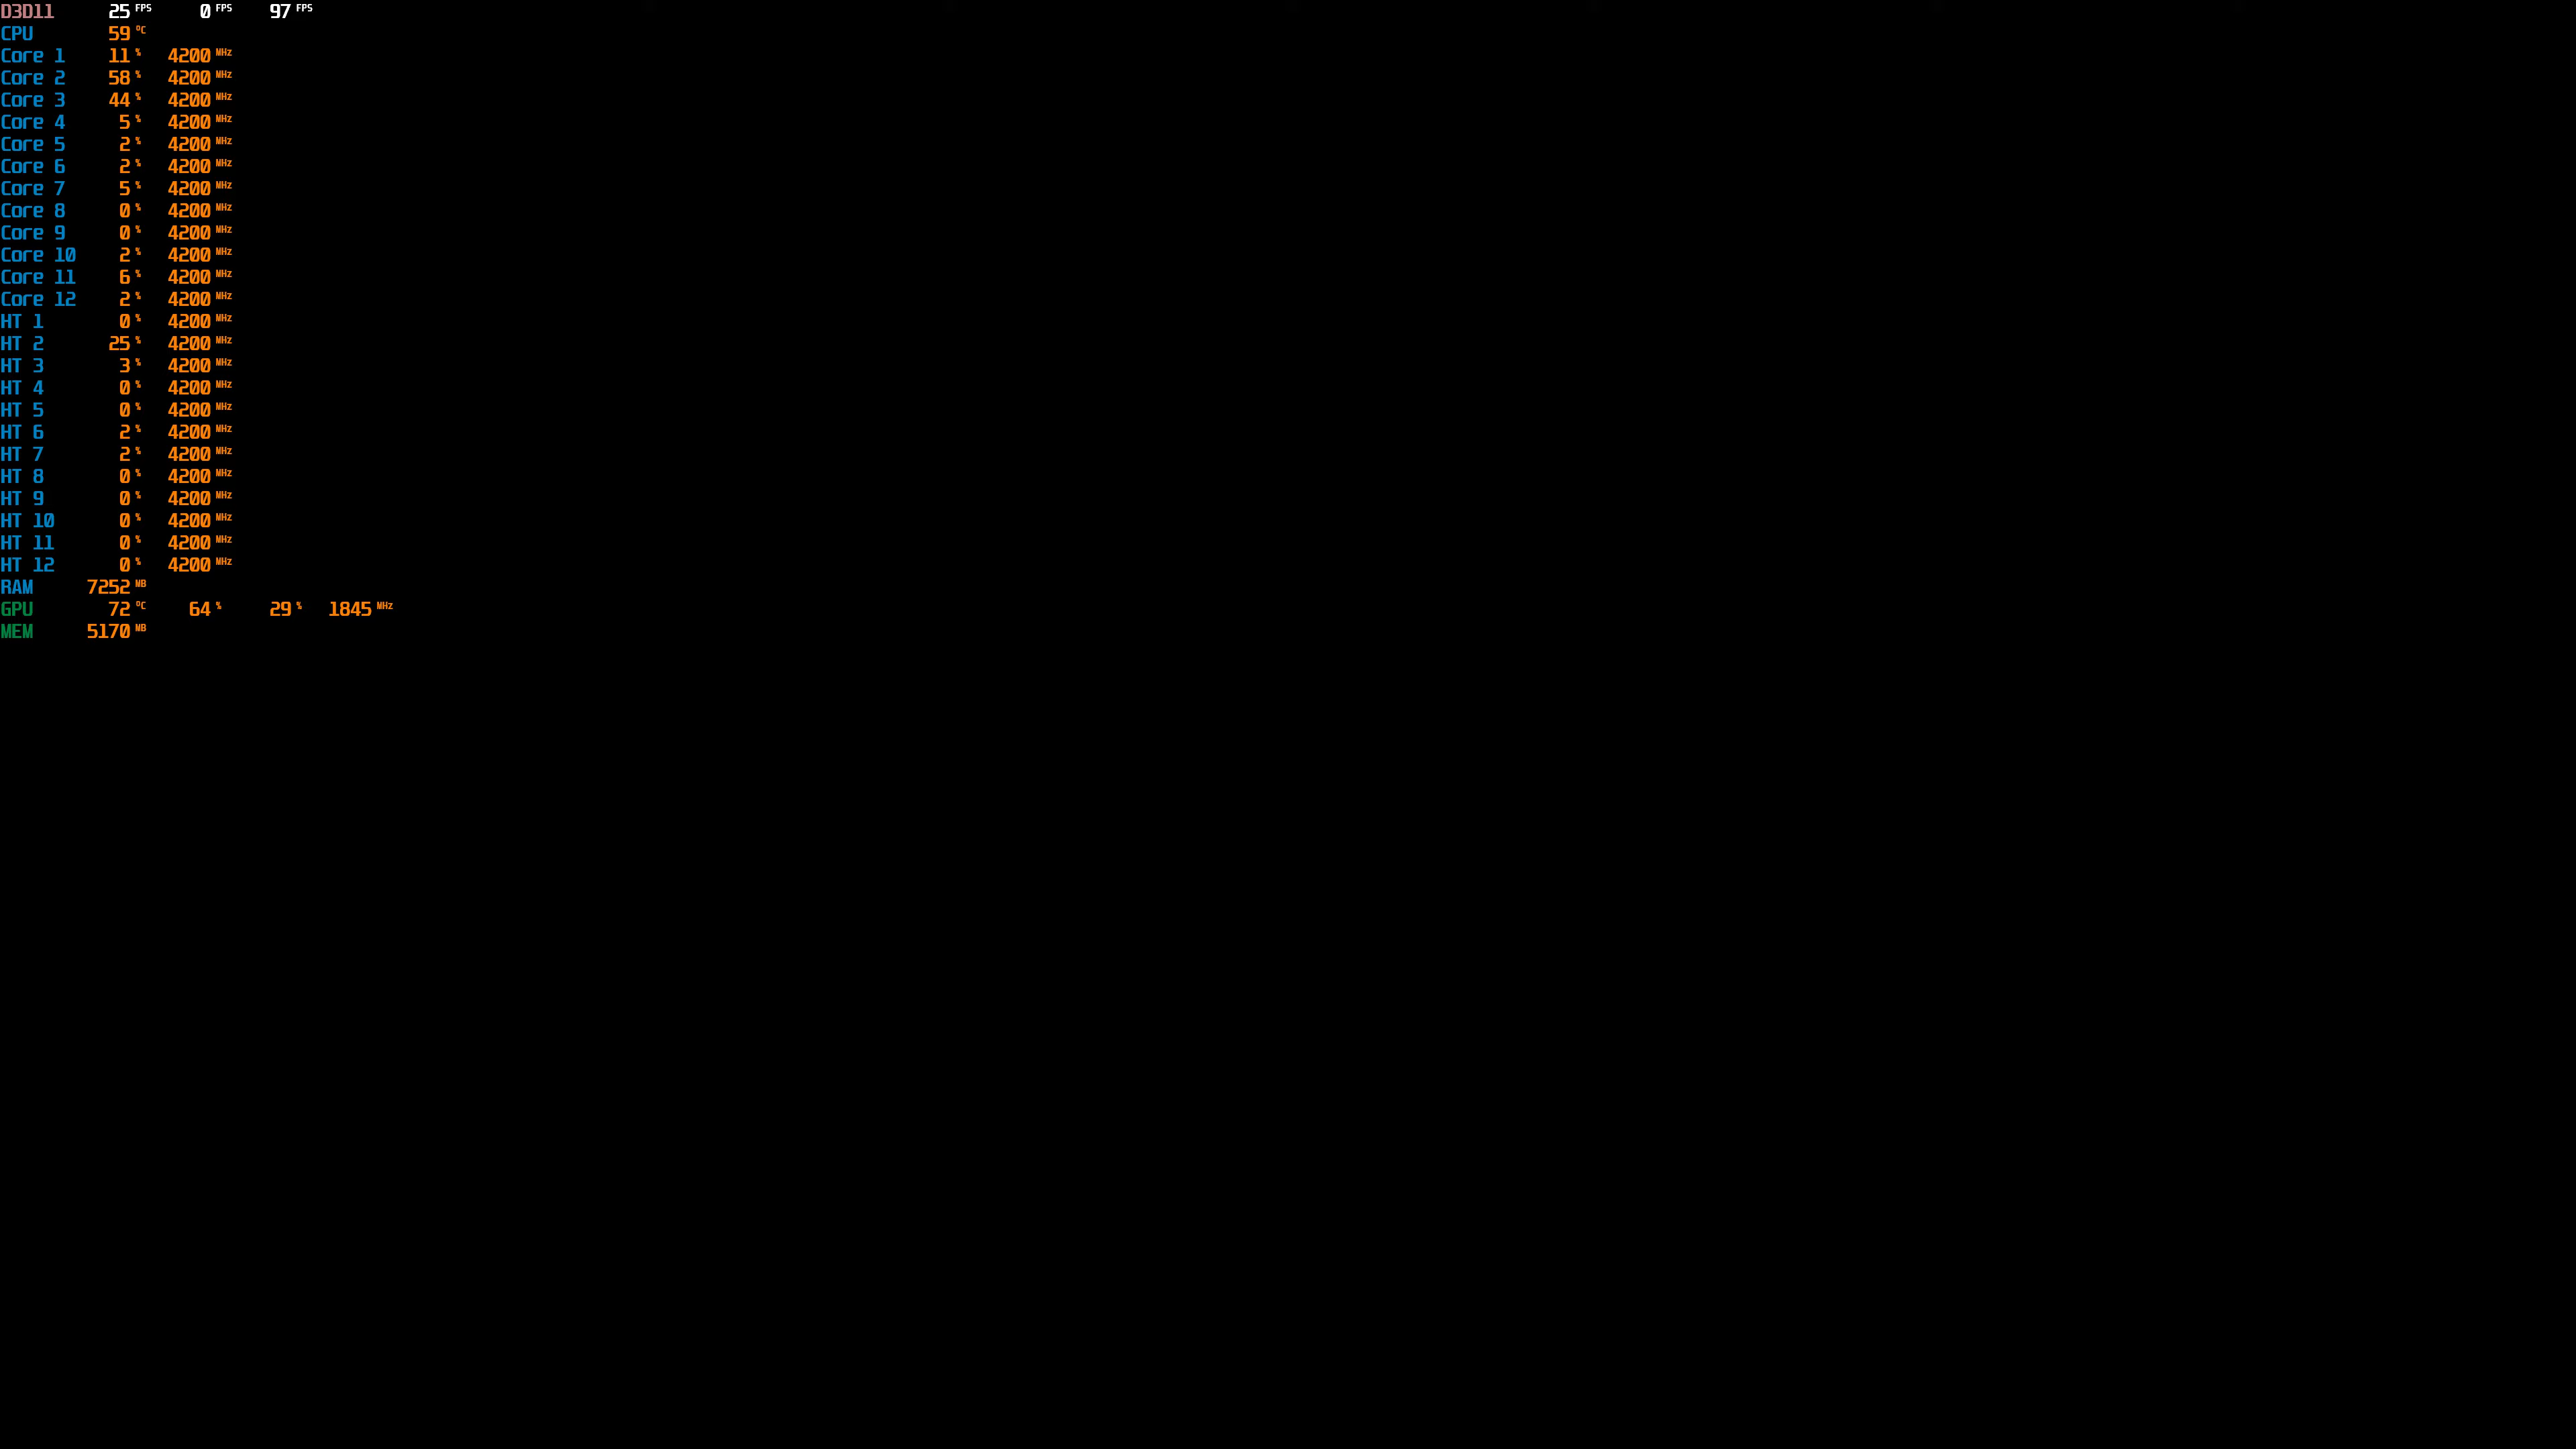 D3D11 25 FPS 0 FPS 97 FPS
CPU 59 °C
Core 1 11 % 4200 MHz
Core 2 58 % 4200 MHz
Core 3 44 % 4200 MHz
Core 4 5 % 4200 MHz
Core 5 2 % 4200 MHz
Core 6 2 % 4200 MHz
Core 7 5 % 4200 MHz
Core 8 0 % 4200 MHz
Core 9 0 % 4200 MHz
Core 10 2 % 4200 MHz
Core 11 6 % 4200 MHz
Core 12 2 % 4200 MHz
HT 1 0 % 4200 MHz
HT 2 25 % 4200 MHz
HT 3 3 % 4200 MHz
HT 4 0 % 4200 MHz
HT 5 0 % 4200 MHz
HT 6 2 % 4200 MHz
HT 7 2 % 4200 MHz
HT 8 0 % 4200 MHz
HT 9 0 % 4200 MHz
HT 10 0 % 4200 MHz
HT 11 0 % 4200 MHz
HT 12 0 % 4200 MHz
RAM 7252 MB
GPU 72 °C 64 % 29 % 1845 MHz
MEM 5170 MB